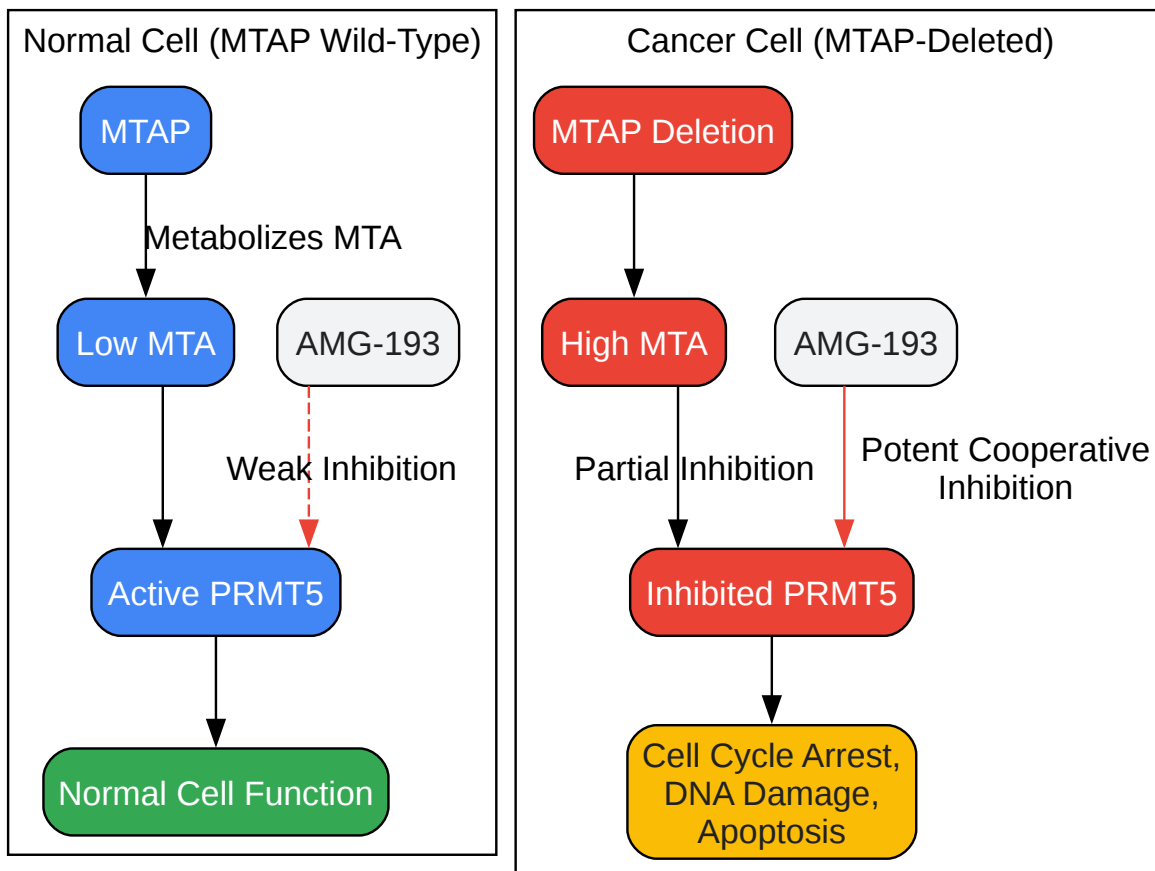 Normal Cell (MTAP Wild-Type)
MTAP
Metabolizes MTA
Low MTA
AMG-193
Weak Inhibition
Active PRMT5
Normal Cell Function
Cancer Cell (MTAP-Deleted)
MTAP Deletion
High MTA
AMG-193
Partial Inhibition
Potent Cooperative
Inhibition
Inhibited PRMT5
Cell Cycle Arrest,
DNA Damage,
Apoptosis